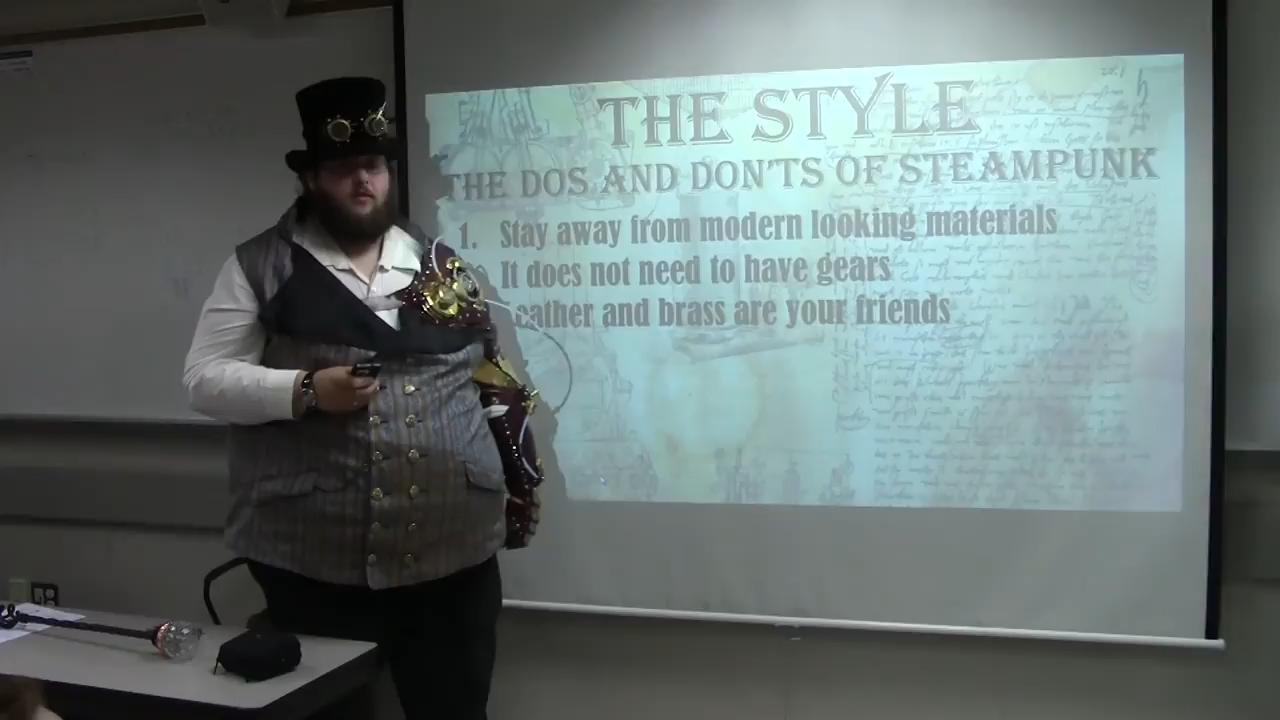 THE STYLE
THE DOS AND DON'TS OF STEAMPUNK
1. Stay away from modern looking materials
It does not need to have gears
eather and brass are your friends